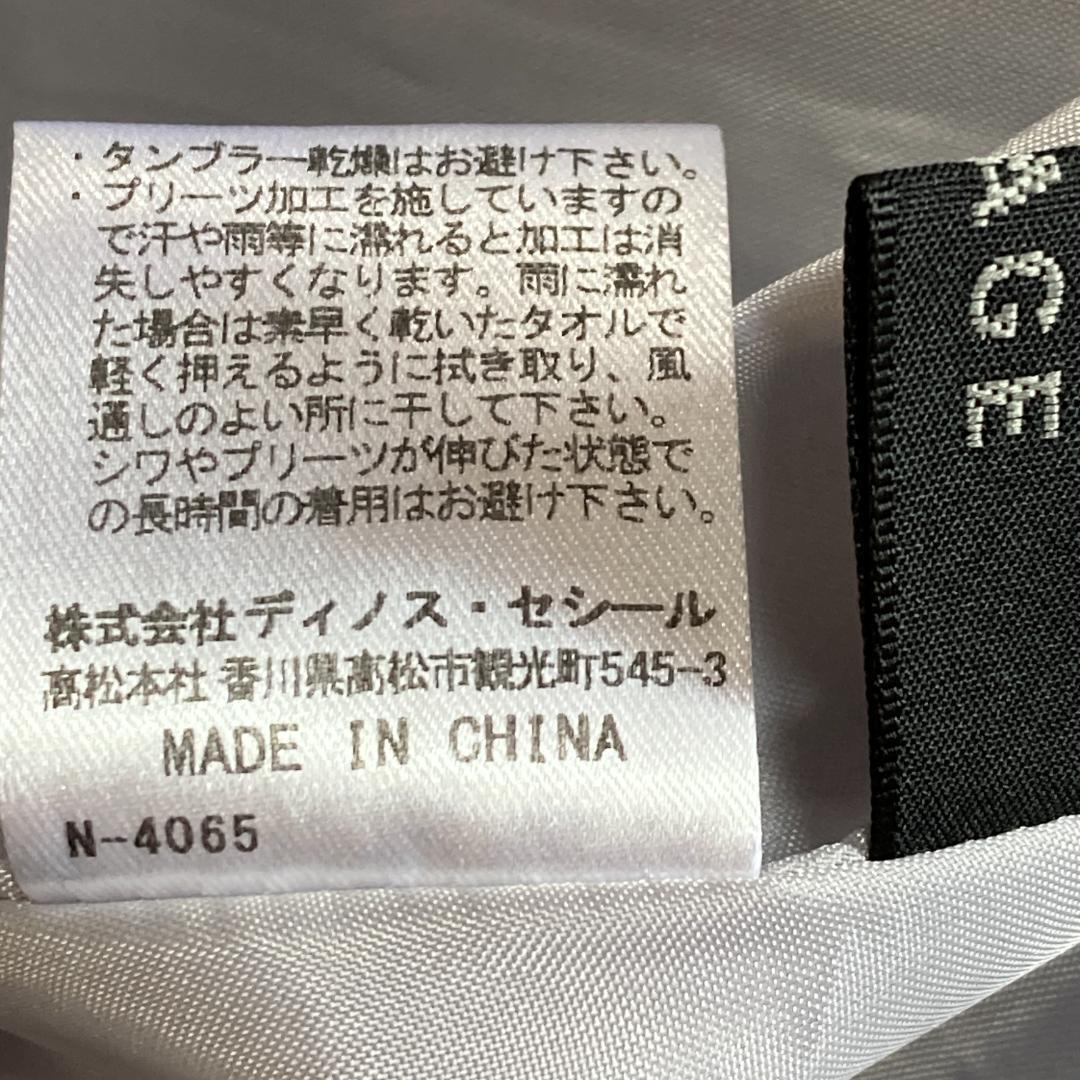 ・タンブラー乾燥はお避け下さい。
・プリーツ加工を施していますの
で汗や雨等に濡れると加工は消
失しやすくなります。雨に濡れ
た場合は素早く乾いたタオルで
軽く押えるように拭き取り、風
通しのよい所に干して下さい。
シワやプリーツが伸びた状態で
の長時間の着用はお避け下さい。
株式会社ディノス・セシール
高松本社 香川県高松市観光町545-3
MADE IN CHINA
N-4065
GE